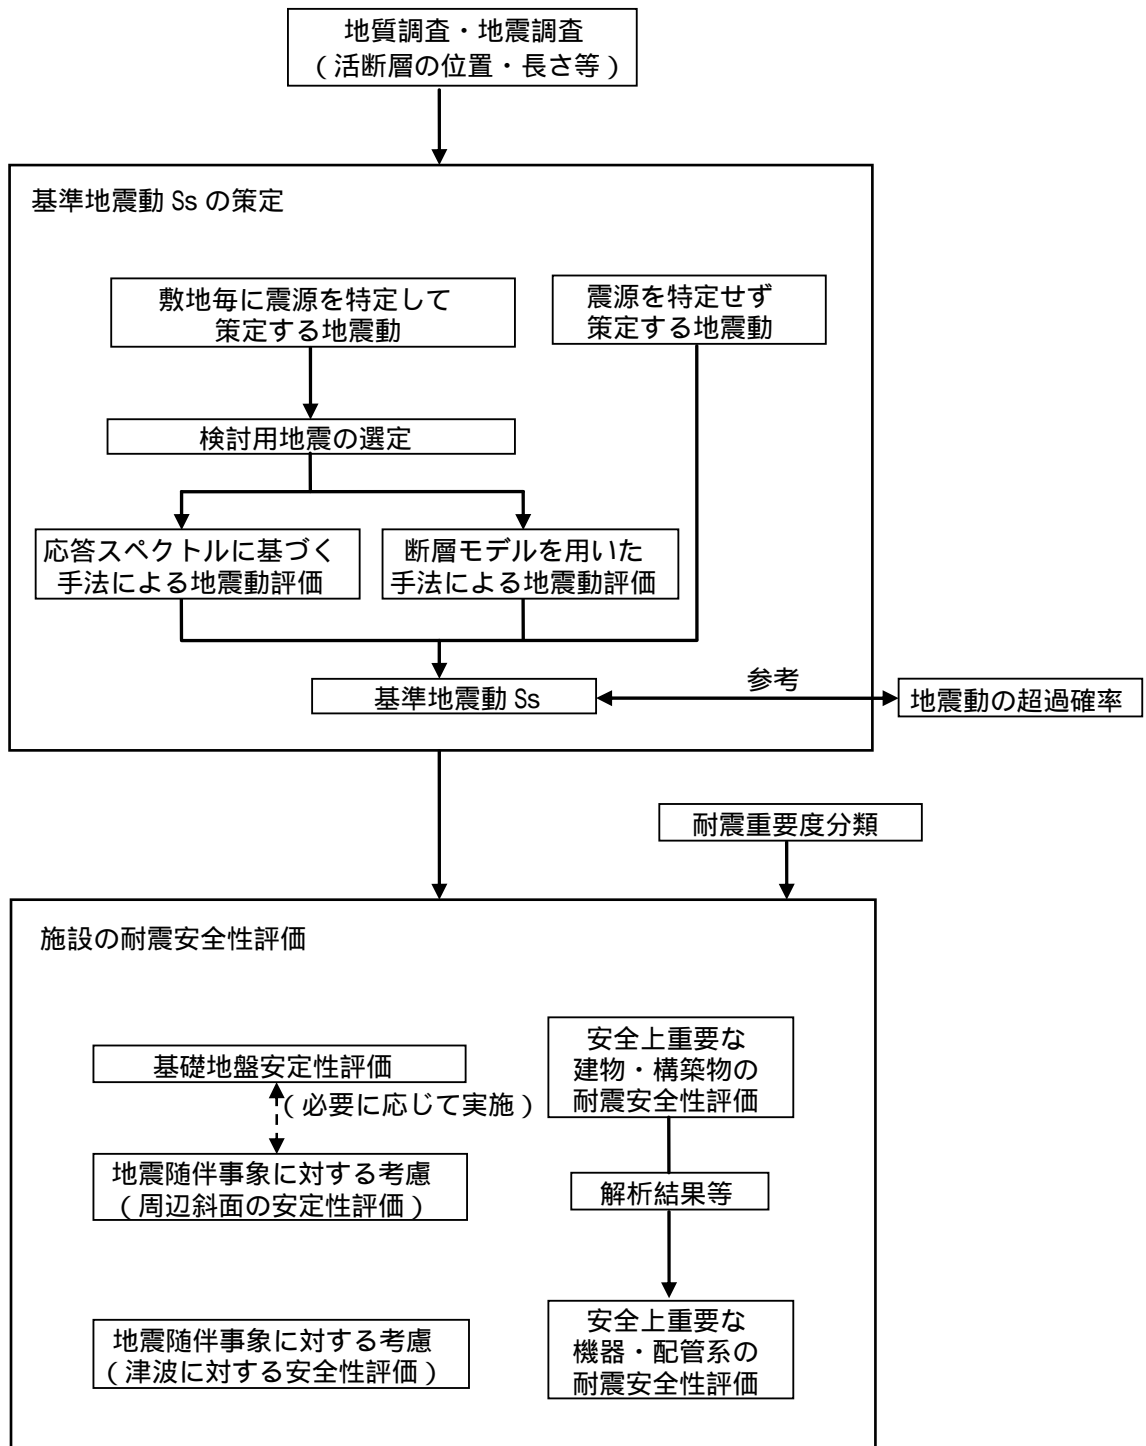 地質調査・地震調査
（活断層の位置・長さ等）
基準地震動 Ss の策定
敷地毎に震源を特定して
策定する地震動
震源を特定せず
策定する地震動
検討用地震の選定
応答スペクトルに基づく
手法による地震動評価
断層モデルを用いた
手法による地震動評価
基準地震動 Ss
参考
地震動の超過確率
耐震重要度分類
施設の耐震安全性評価
基礎地盤安定性評価
（必要に応じて実施）
地震随伴事象に対する考慮
（周辺斜面の安定性評価）
地震随伴事象に対する考慮
（津波に対する安全性評価）
安全上重要な
建物・構築物の
耐震安全性評価
解析結果等
安全上重要な
機器・配管系の
耐震安全性評価